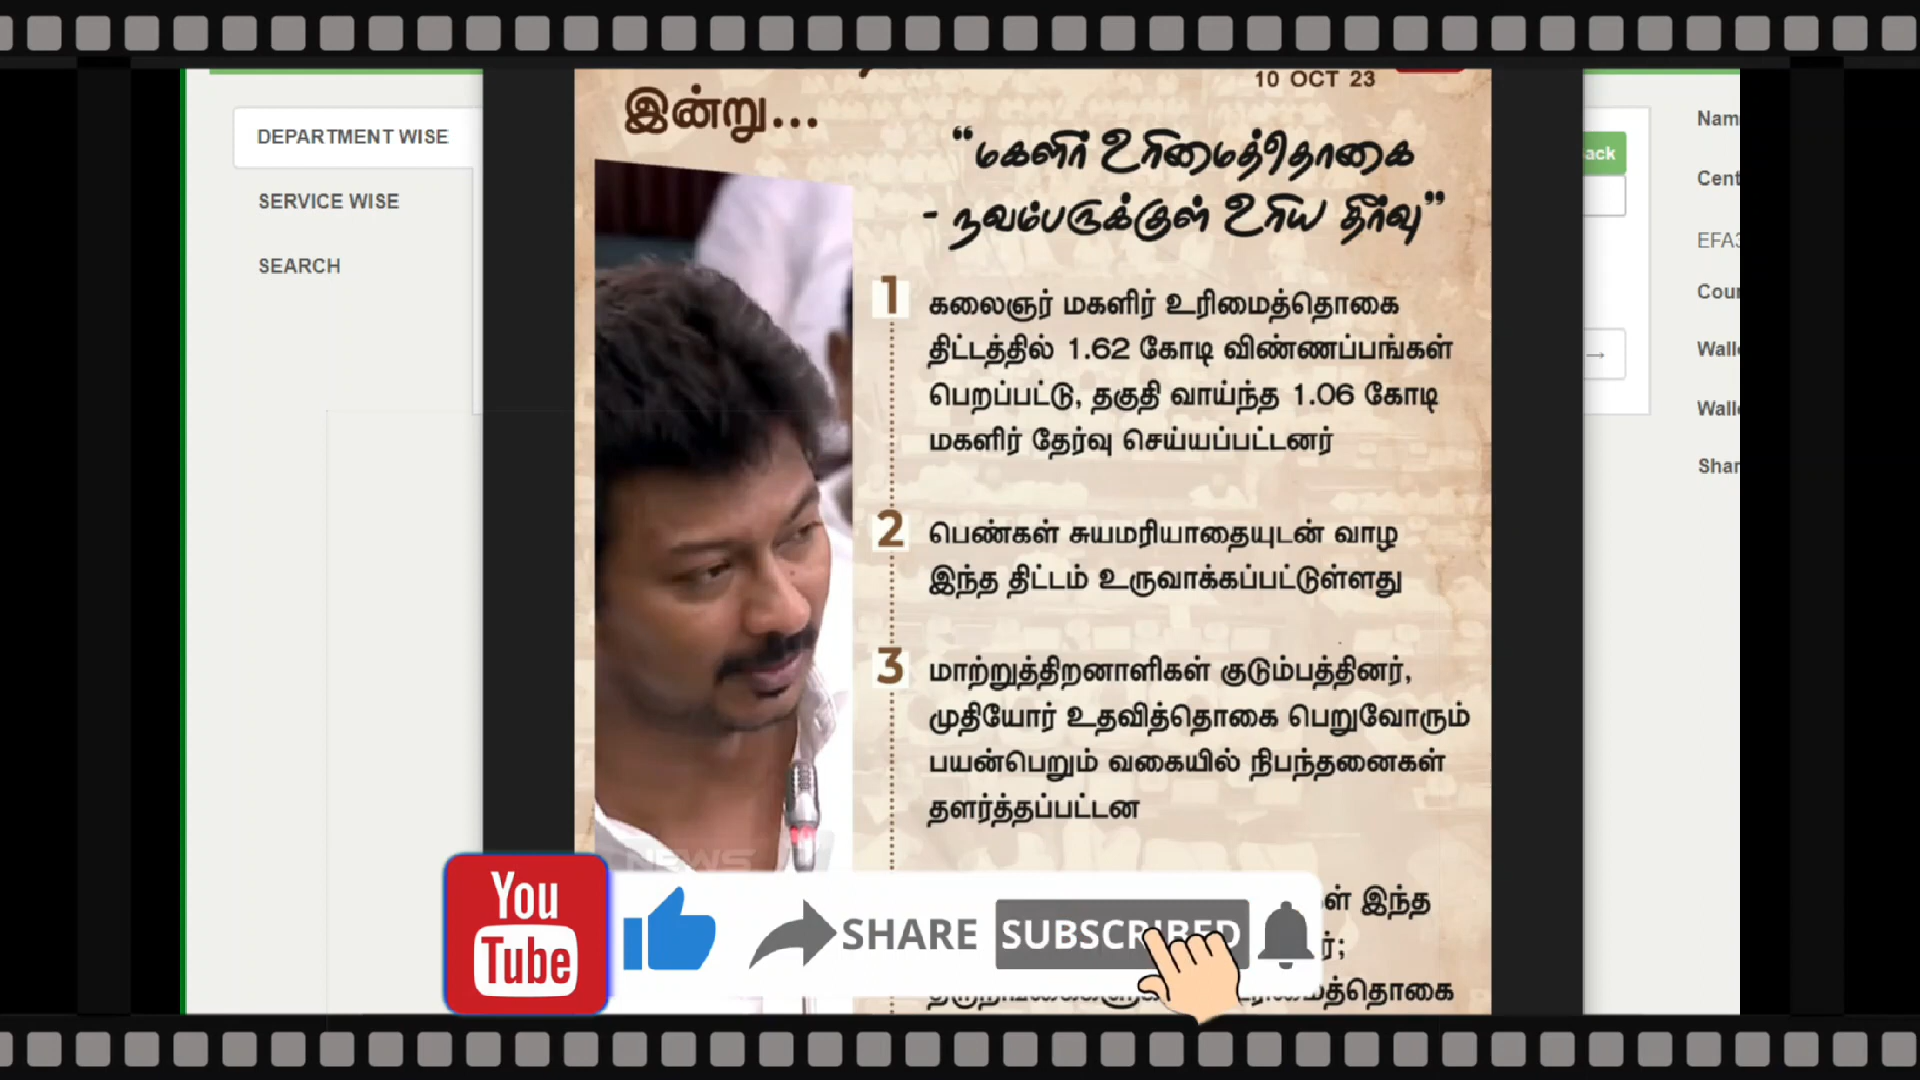 10 OCT 23
இன்று...
DEPARTMENT WISE
SERVICE WISE
SEARCH
“மகளிர் உரிமைத்தொகை
- நவம்பருக்குள் உரிய தீர்வு”
1 கலைஞர் மகளிர் உரிமைத்தொகை
திட்டத்தில் 1.62 கோடி விண்ணப்பங்கள்
பெறப்பட்டு, தகுதி வாய்ந்த 1.06 கோடி
மகளிர் தேர்வு செய்யப்பட்டனர்
2 பெண்கள் சுயமரியாதையுடன் வாழ
இந்த திட்டம் உருவாக்கப்பட்டுள்ளது
3 மாற்றுத்திறனாளிகள் குடும்பத்தினர்,
முதியோர் உதவித்தொகை பெறுவோரும்
பயன்பெறும் வகையில் நிபந்தனைகள்
தளர்த்தப்பட்டன
இந்த
NEWS
You
Tube
SHARE
SUBSCRIBED